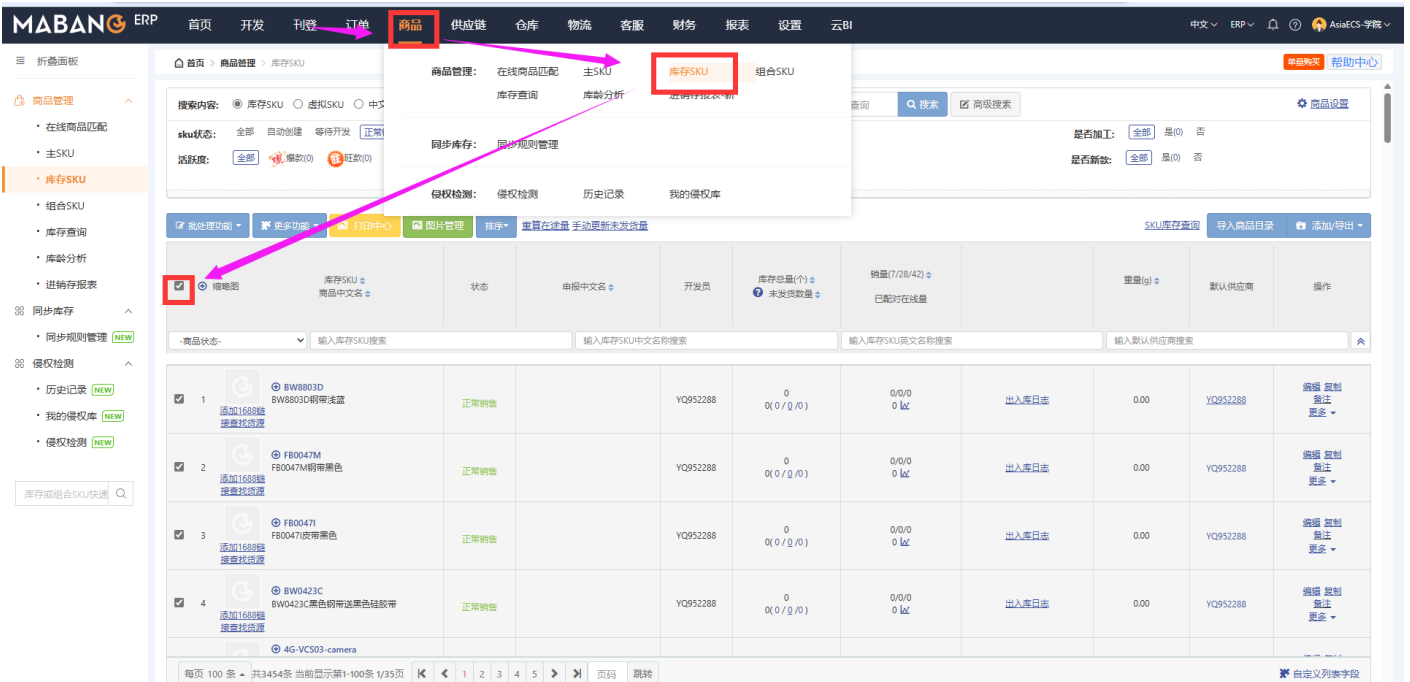 MABANG ERP 首页 开发 刊登 订单 商品 供应链 仓库 物流 客服 财务 报表 设置 云BI 中文 ERP AsiaECS-学院
折叠面板
首页 > 商品管理 > 库存SKU
单品购买 帮助中心
商品管理
在线商品匹配
主SKU
库存SKU
组合SKU
库存查询
库龄分析
进销存报表
同步库存
同步规则管理 NEW
侵权检测
历史记录 NEW
我的侵权库 NEW
侵权检测 NEW
库存或组合SKU快速
商品管理: 在线商品匹配 主SKU 库存SKU 组合SKU
库存查询 库龄分析 进销存报表-新
同步库存: 同步规则管理
侵权检测: 侵权检测 历史记录 我的侵权库
搜索内容: 库存SKU 虚拟SKU 中文 查询 搜索 高级搜索 商品设置
sku状态: 全部 自动创建 等待开发 正常 是否加工: 全部 是(0) 否
活跃度: 全部 爆款(0) 旺 旺款(0) 是否新款: 全部 是(0) 否
批处理功能 更多功能 打印中心 图片管理 排序 重算在途量 手动更新未发货量 SKU库存查询 导入商品目录 添加/导出
缩略图 库存SKU 商品中文名 状态 申报中文名 开发员 库存总量(个) 未发货数量 销量(7/28/42) 已配对在线量 重量(g) 默认供应商 操作
-商品状态- 输入库存SKU搜索 输入库存SKU中文名称搜索 输入库存SKU英文名称搜索 输入默认供应商搜索
1 添加1688链接查找货源 BW8803D BW8803D钢带浅蓝 正常销售 YQ952288 0 0( 0 / 0 /0 ) 0/0/0 0 出入库日志 0.00 YQ952288 编辑 复制 备注 更多
2 添加1688链接查找货源 FB0047M FB0047M钢带黑色 正常销售 YQ952288 0 0( 0 / 0 /0 ) 0/0/0 0 出入库日志 0.00 YQ952288 编辑 复制 备注 更多
3 添加1688链接查找货源 FB0047I FB0047I皮带黑色 正常销售 YQ952288 0 0( 0 / 0 /0 ) 0/0/0 0 出入库日志 0.00 YQ952288 编辑 复制 备注 更多
4 添加1688链接查找货源 BW0423C BW0423C黑色钢带送黑色硅胶带 正常销售 YQ952288 0 0( 0 / 0 /0 ) 0/0/0 0 出入库日志 0.00 YQ952288 编辑 复制 备注 更多
4G-VCS03-camera
每页 100 条 共3454条 当前显示第1-100条 1/35页 1 2 3 4 5 页码 跳转 自定义列表字段